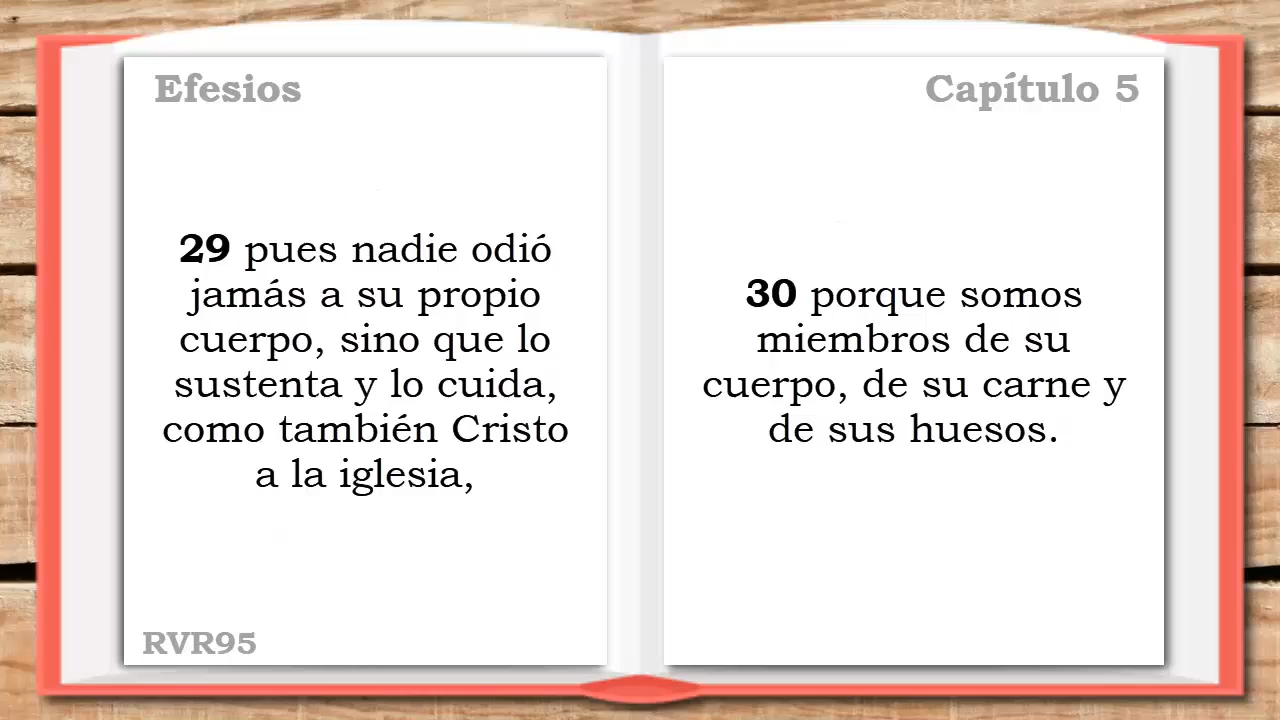 Efesios
29 pues nadie odió
jamás a su propio
cuerpo, sino que lo
sustenta y lo cuida,
como también Cristo
a la iglesia,
RVR95
Capítulo 5
30 porque somos
miembros de su
cuerpo, de su carne y
de sus huesos.